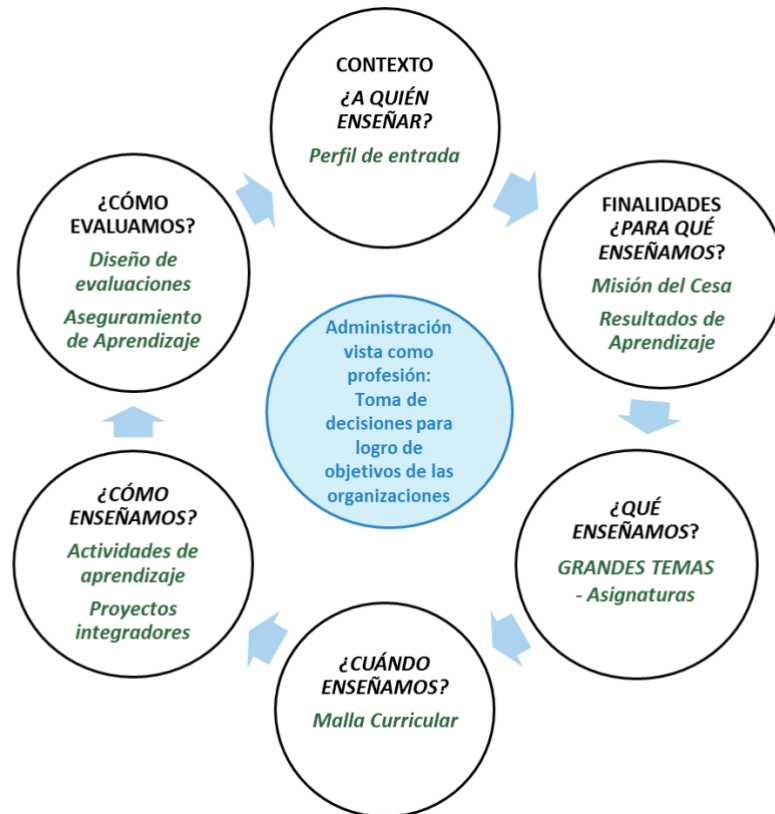 CONTEXTO
¿A QUIÉN
ENSEÑAR?
Perfil de entrada
FINALIDADES
¿PARA QUÉ
ENSEÑAMOS?
Misión del Cesa
Resultados de
Aprendizaje
¿QUÉ
ENSEÑAMOS?
GRANDES TEMAS
- Asignaturas
¿CUÁNDO
ENSEÑAMOS?
Malla Curricular
¿CÓMO
ENSEÑAMOS?
Actividades de
aprendizaje
Proyectos
integradores
¿CÓMO
EVALUAMOS?
Diseño de
evaluaciones
Aseguramiento
de Aprendizaje
Administración
vista como
profesión:
Toma de
decisiones para
logro de
objetivos de las
organizaciones